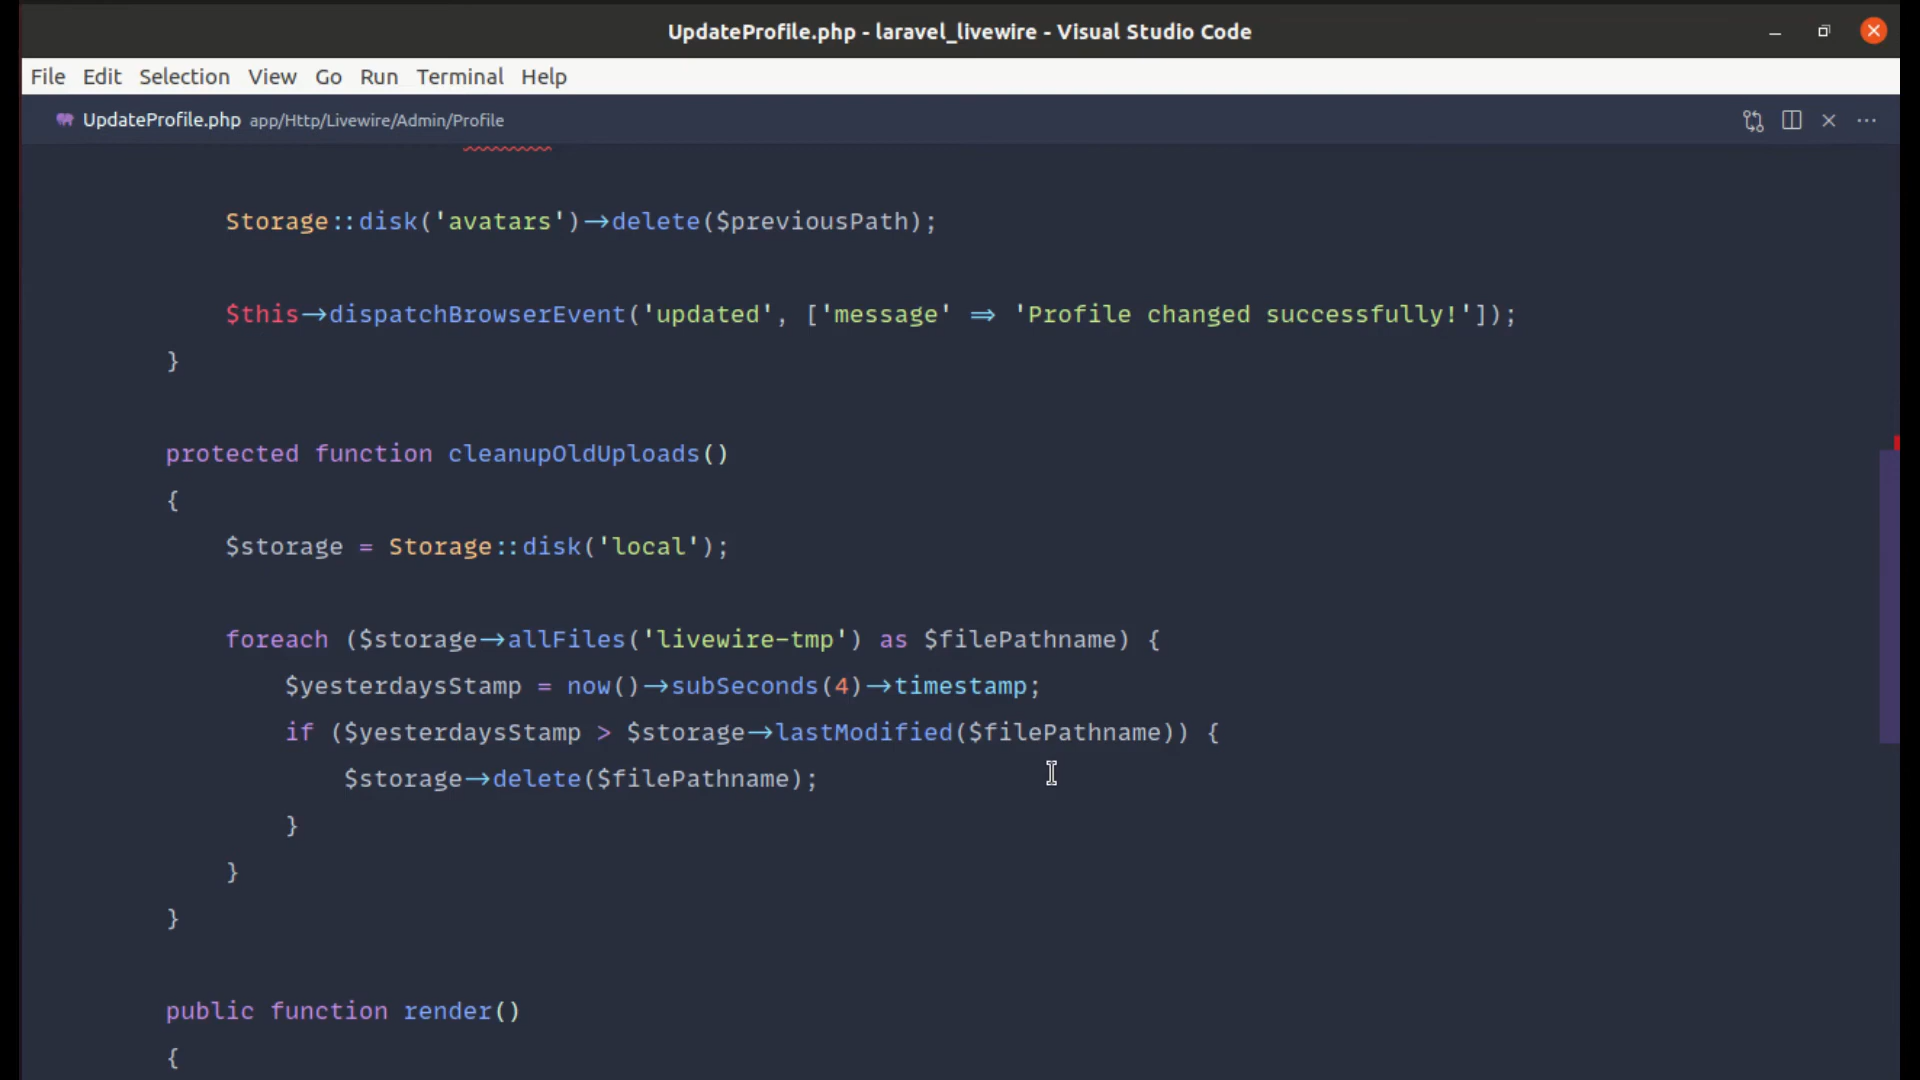 UpdateProfile.php - laravel_livewire - Visual Studio Code
File Edit Selection View Go Run Terminal Help
UpdateProfile.php app/Http/Livewire/Admin/Profile
Storage::disk('avatars')->delete($previousPath);
$this->dispatchBrowserEvent('updated', ['message' => 'Profile changed successfully!']);
}
protected function cleanupOldUploads()
{
$storage = Storage::disk('local');
foreach ($storage->allFiles('livewire-tmp') as $filePathname) {
$yesterdaysStamp = now()->subSeconds(4)->timestamp;
if ($yesterdaysStamp > $storage->lastModified($filePathname)) {
$storage->delete($filePathname);
}
}
}
public function render()
{